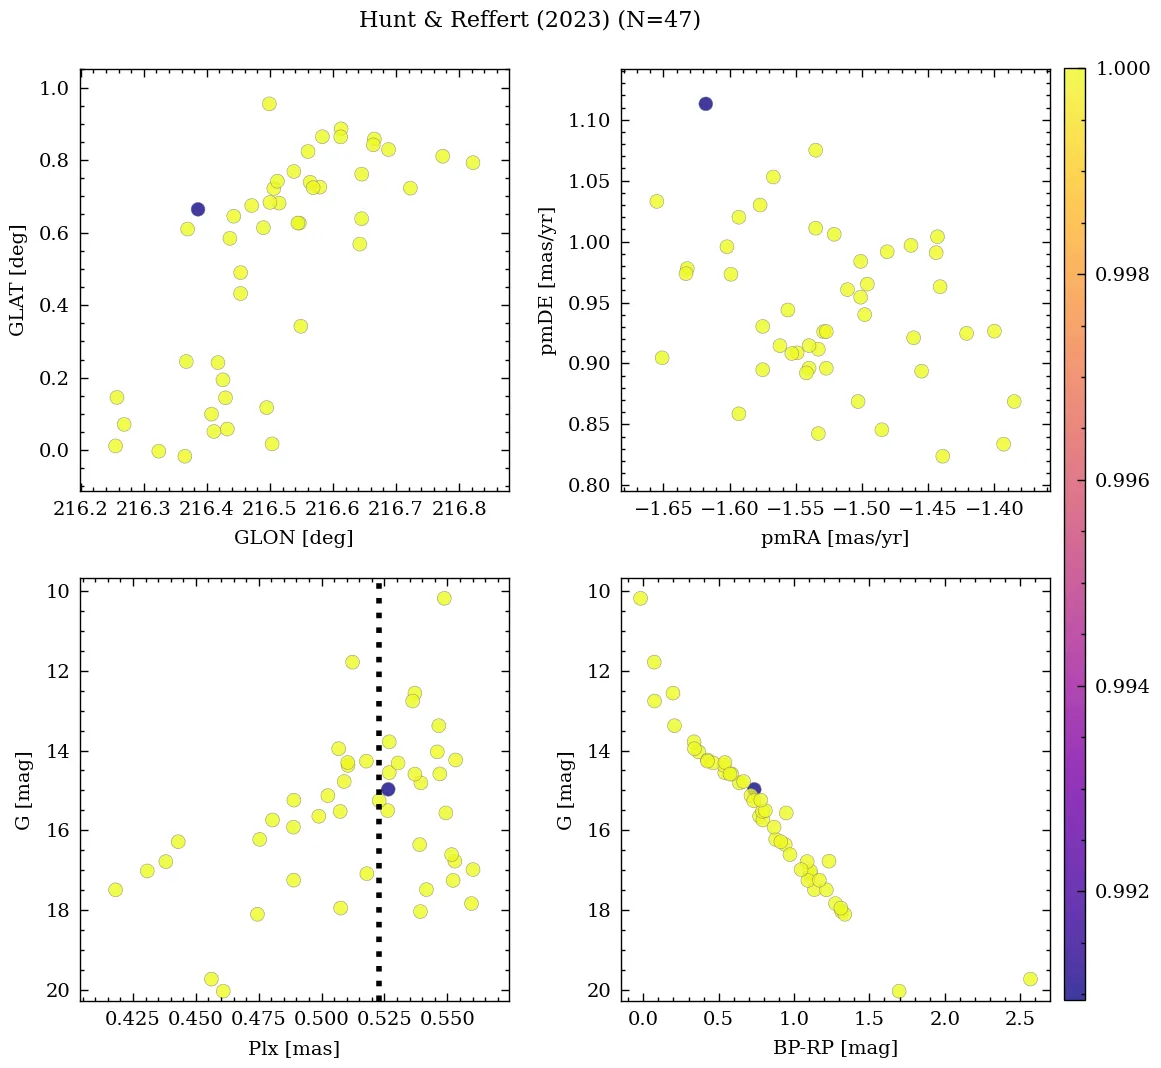 Hunt & Reffert (2023) (N=47)
1.0
0.8
0.6
0.4
0.2
0.0
GLAT [deg]
216.2 216.3 216.4 216.5 216.6 216.7 216.8
GLON [deg]
1.10
1.05
1.00
0.95
0.90
0.85
0.80
pmDE [mas/yr]
−1.65 −1.60 −1.55 −1.50 −1.45 −1.40
pmRA [mas/yr]
1.000
0.998
0.996
0.994
0.992
10
12
14
16
18
20
G [mag]
0.425 0.450 0.475 0.500 0.525 0.550
Plx [mas]
10
12
14
16
18
20
G [mag]
0.0 0.5 1.0 1.5 2.0 2.5
BP-RP [mag]